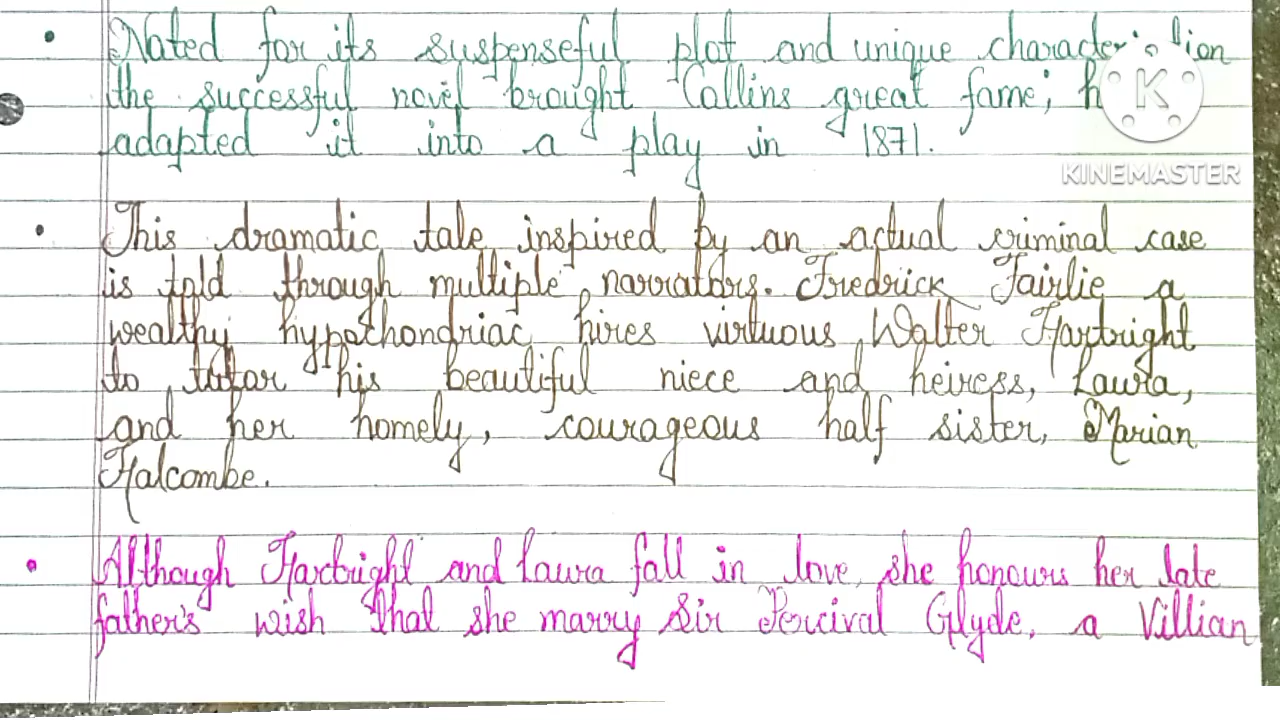 Noted for its suspenseful plot and unique
the successful novel brought Collins great fame;
adapted it into a play in 1871.
K
KINEMASTER
This dramatic tale, inspired by an actual criminal case
is told through multiple narrators. Fredrick Fairlie a
wealthy hypochondriac hires virtuous Walter Hartright
to tutor his beautiful niece and heiress, Laura,
and her homely, courageous half sister, Marian
Halcombe.
Although Hartright and Laura fall in love, she honours her late
father's wish that she marry Sir Percival Glyde, a Villian